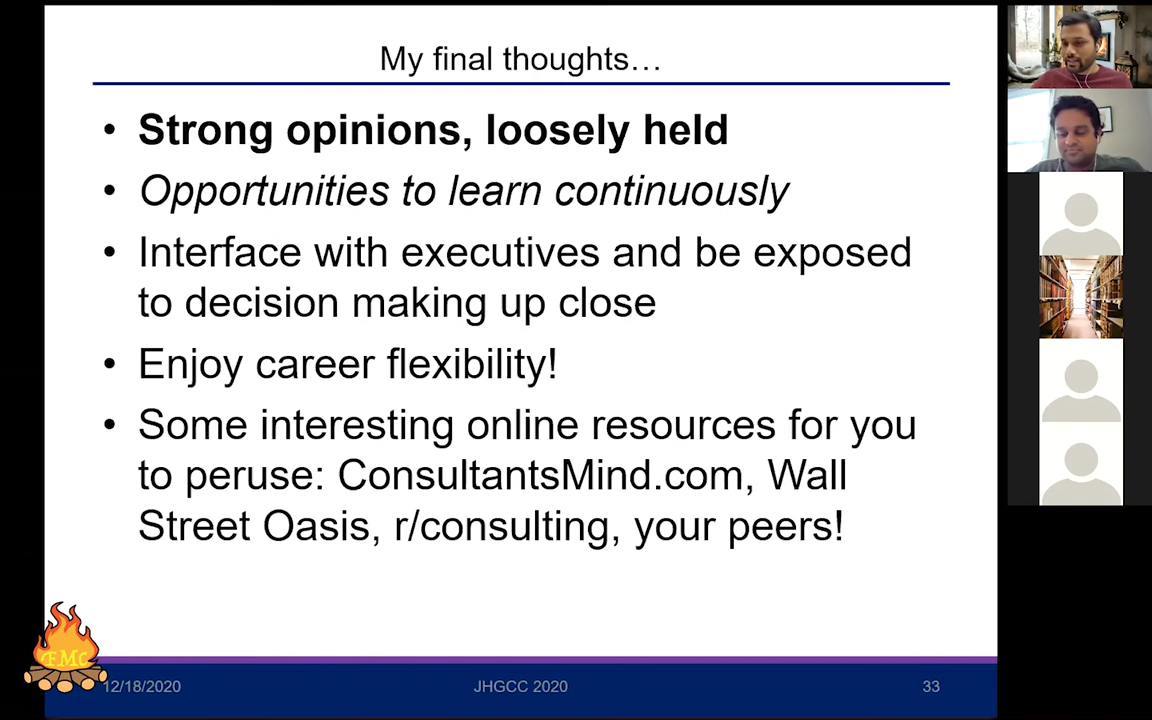 My final thoughts…
• Strong opinions, loosely held
• Opportunities to learn continuously
• Interface with executives and be exposed
to decision making up close
• Enjoy career flexibility!
• Some interesting online resources for you
to peruse: ConsultantsMind.com, Wall
Street Oasis, r/consulting, your peers!
FMC
12/18/2020
JHGCC 2020
33